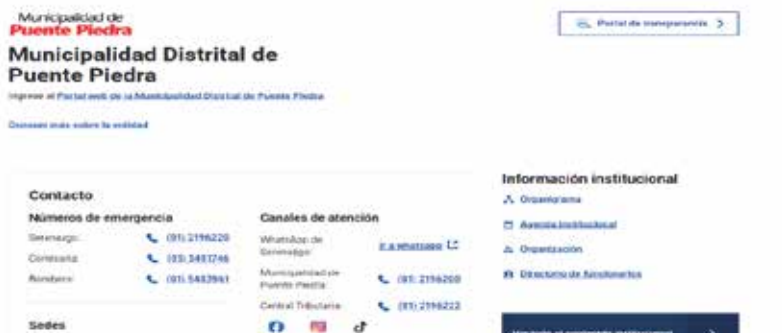 Municipalidad de
Puente Piedra
Portal de transparencia
Municipalidad Distrital de
Puente Piedra
Ingrese al Portal web de la Municipalidad Distrital de Puente Piedra
Conocer más sobre la entidad
Contacto
Números de emergencia
Serenazgo: (01) 2196220
Comisaria:
Bomberos:
Sedes
Canales de atención
WhatsApp de
Serenazgo: Ir a WhatsApp
Municipalidad de
Puente Piedra: (01) 2196200
Central Tributaria: (01) 2196222
Información institucional
Organigrama
Agenda institucional
Organización
Directorio de funcionarios